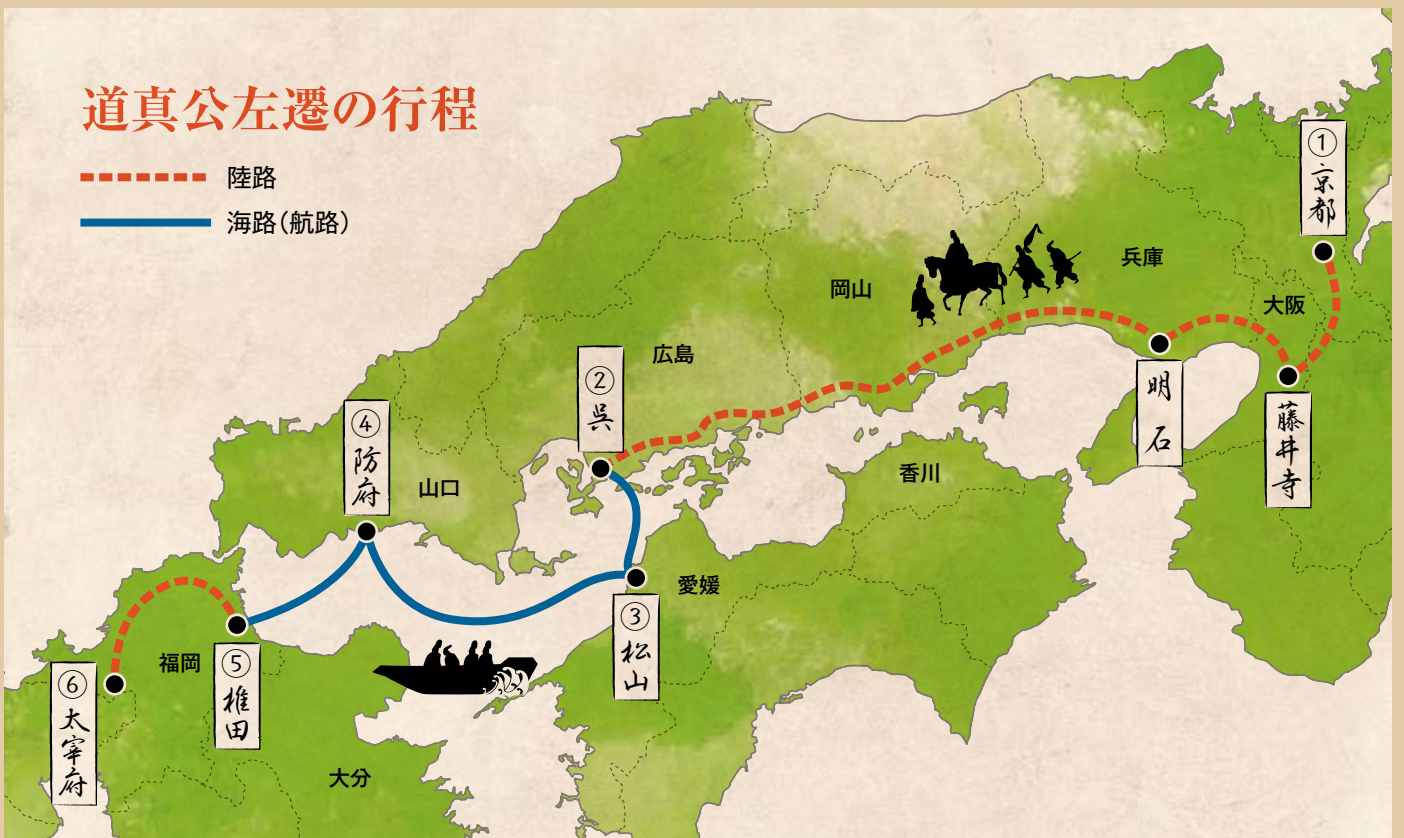 道真公左遷の行程
陸路
海路(航路)
①京都
兵庫
大阪
岡山
広島
②呉
明石
藤井寺
④防府
山口
香川
愛媛
③松山
福岡
⑤椎田
⑥太宰府
大分